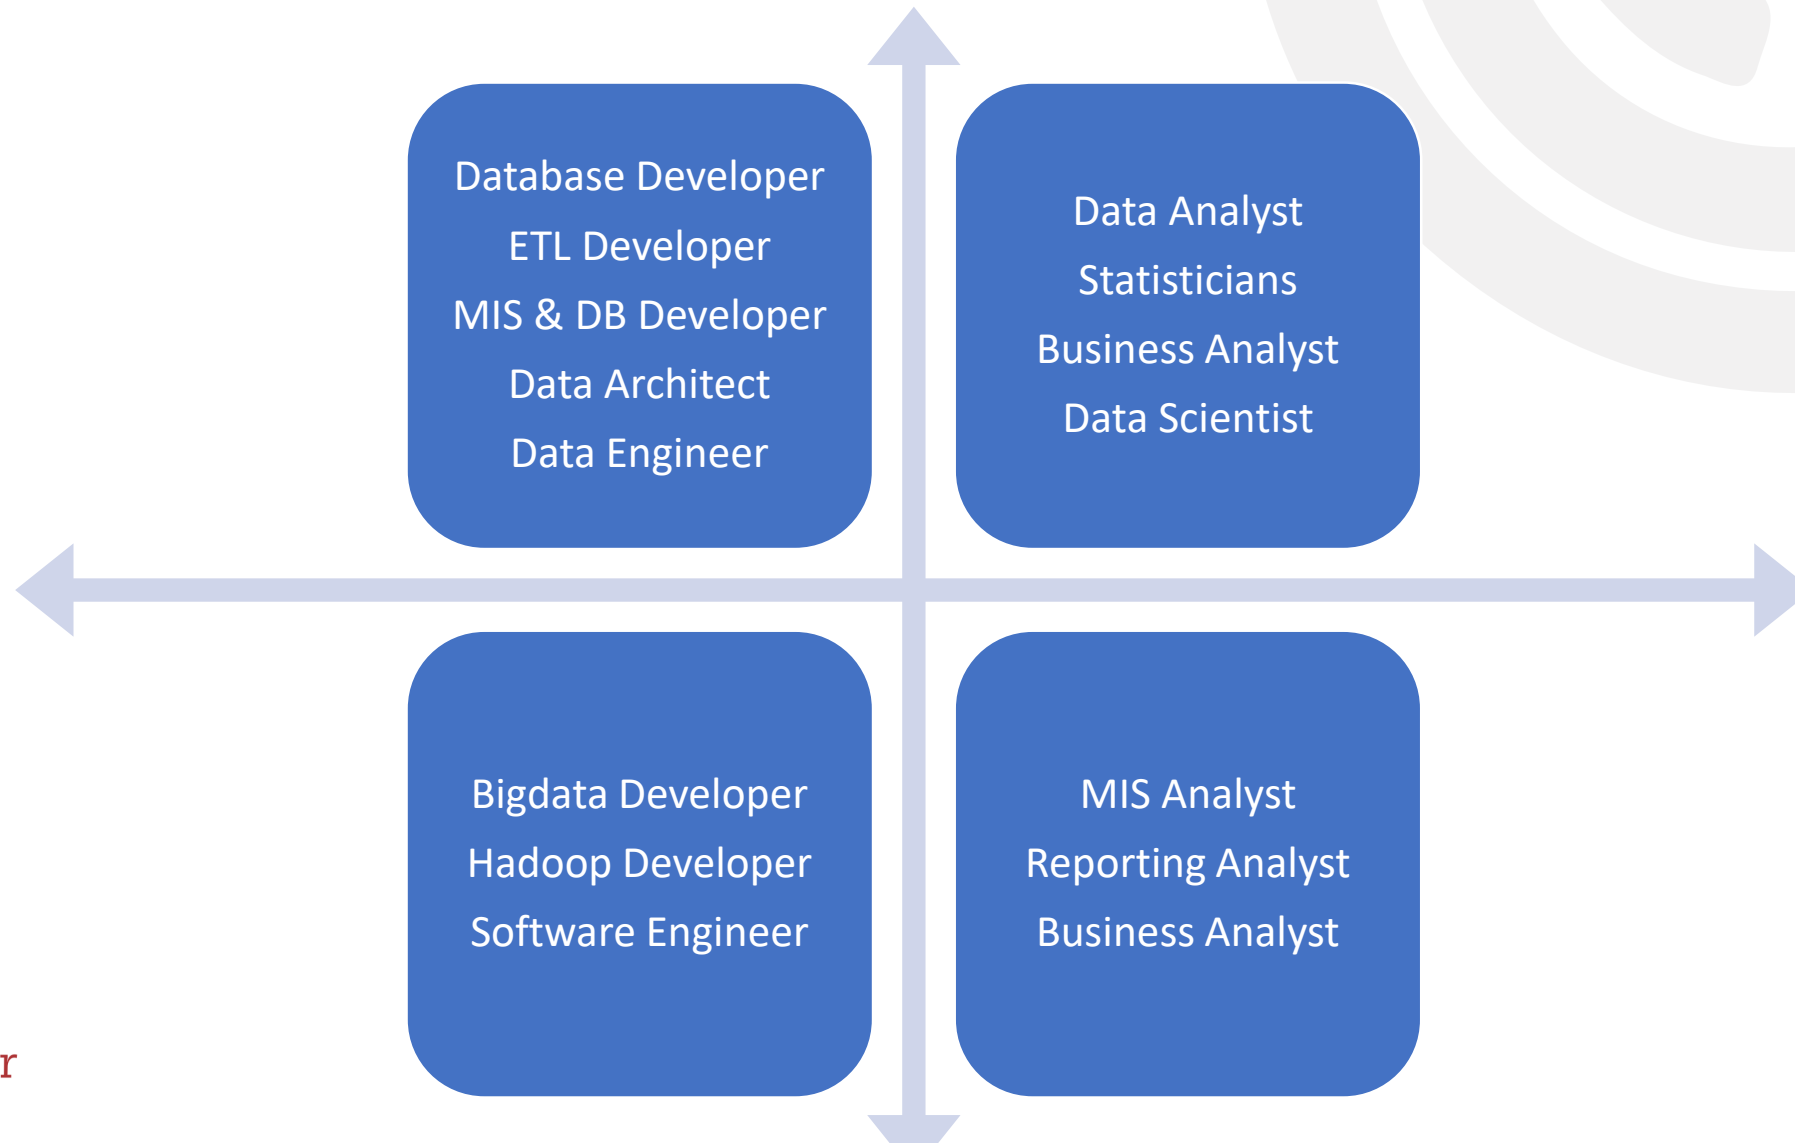 Database Developer
ETL Developer
MIS & DB Developer
Data Architect
Data Engineer
Data Analyst
Statisticians
Business Analyst
Data Scientist
Bigdata Developer
Hadoop Developer
Software Engineer
MIS Analyst
Reporting Analyst
Business Analyst
r